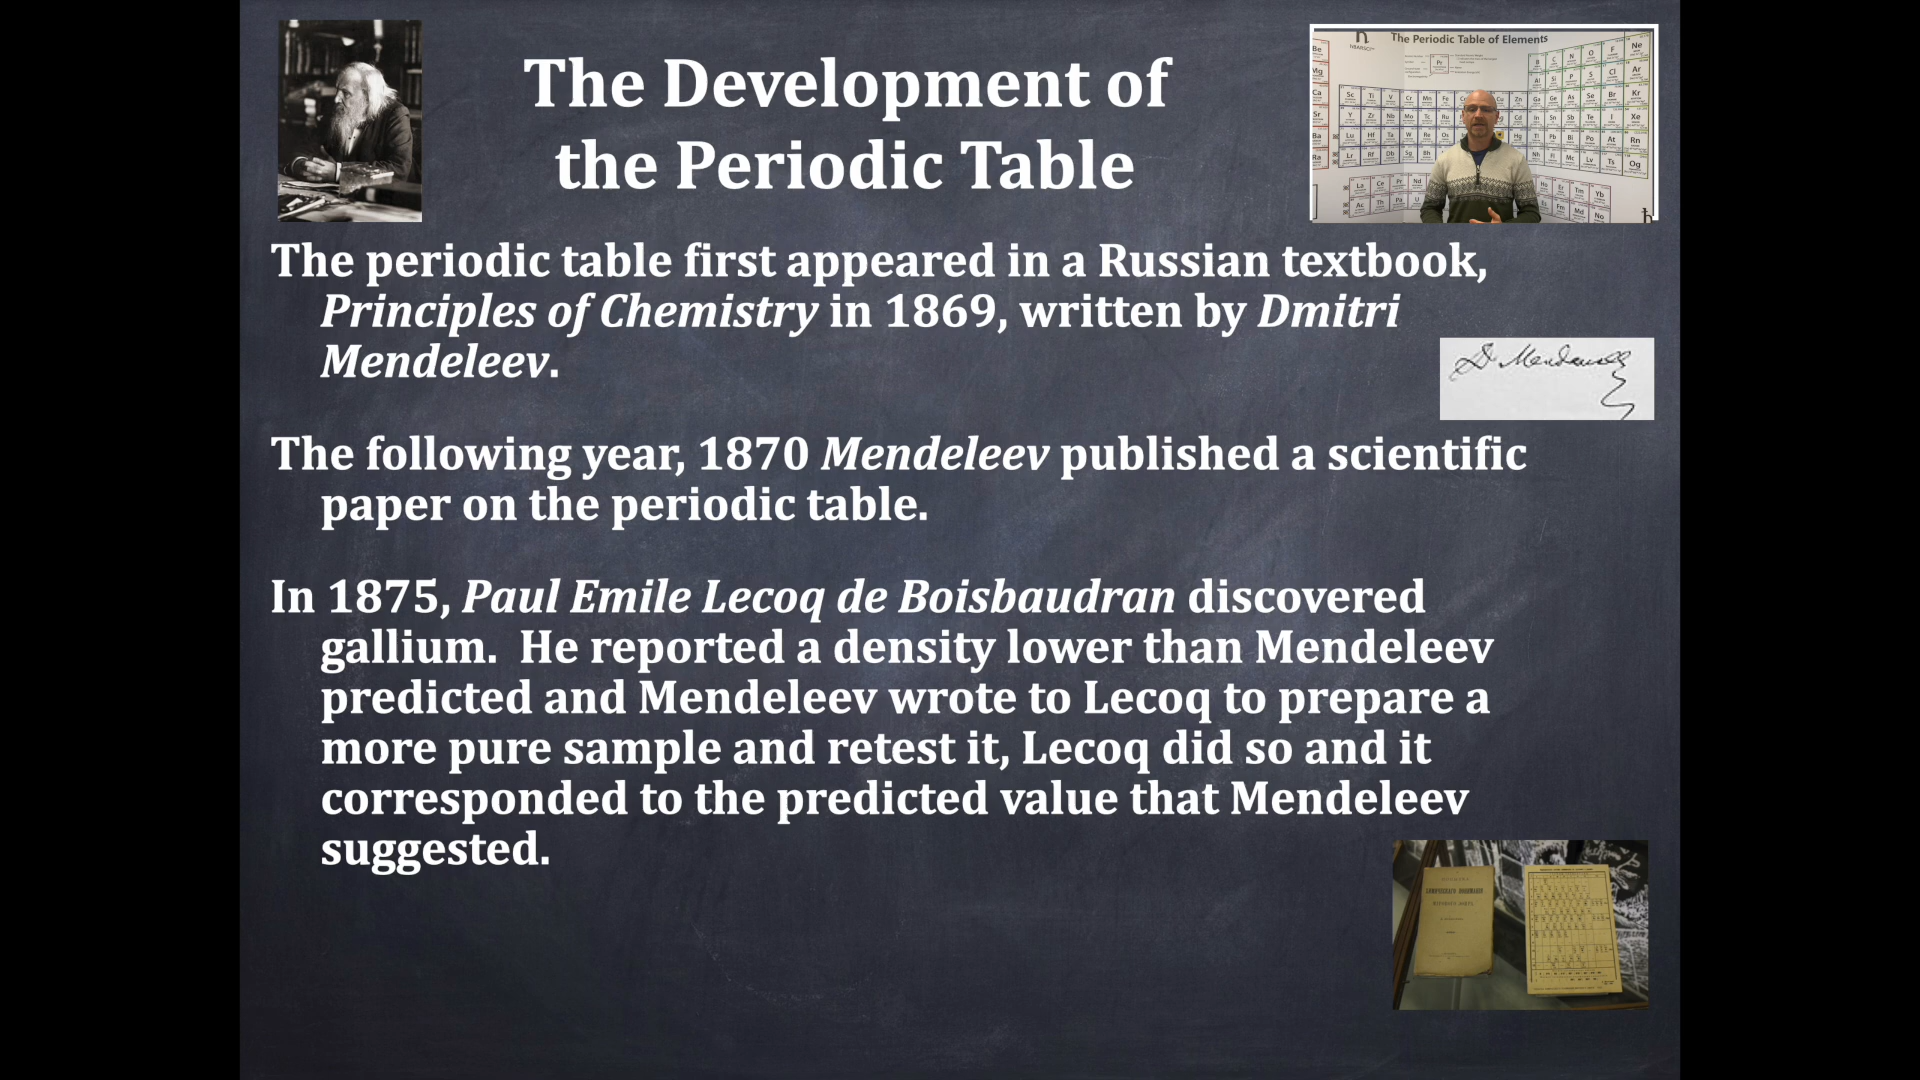 The Development of
the Periodic Table
The Periodic Table of Elements
The periodic table first appeared in a Russian textbook,
Principles of Chemistry in 1869, written by Dmitri
Mendeleev.
The following year, 1870 Mendeleev published a scientific
paper on the periodic table.
In 1875, Paul Emile Lecoq de Boisbaudran discovered
gallium. He reported a density lower than Mendeleev
predicted and Mendeleev wrote to Lecoq to prepare a
more pure sample and retest it, Lecoq did so and it
corresponded to the predicted value that Mendeleev
suggested.